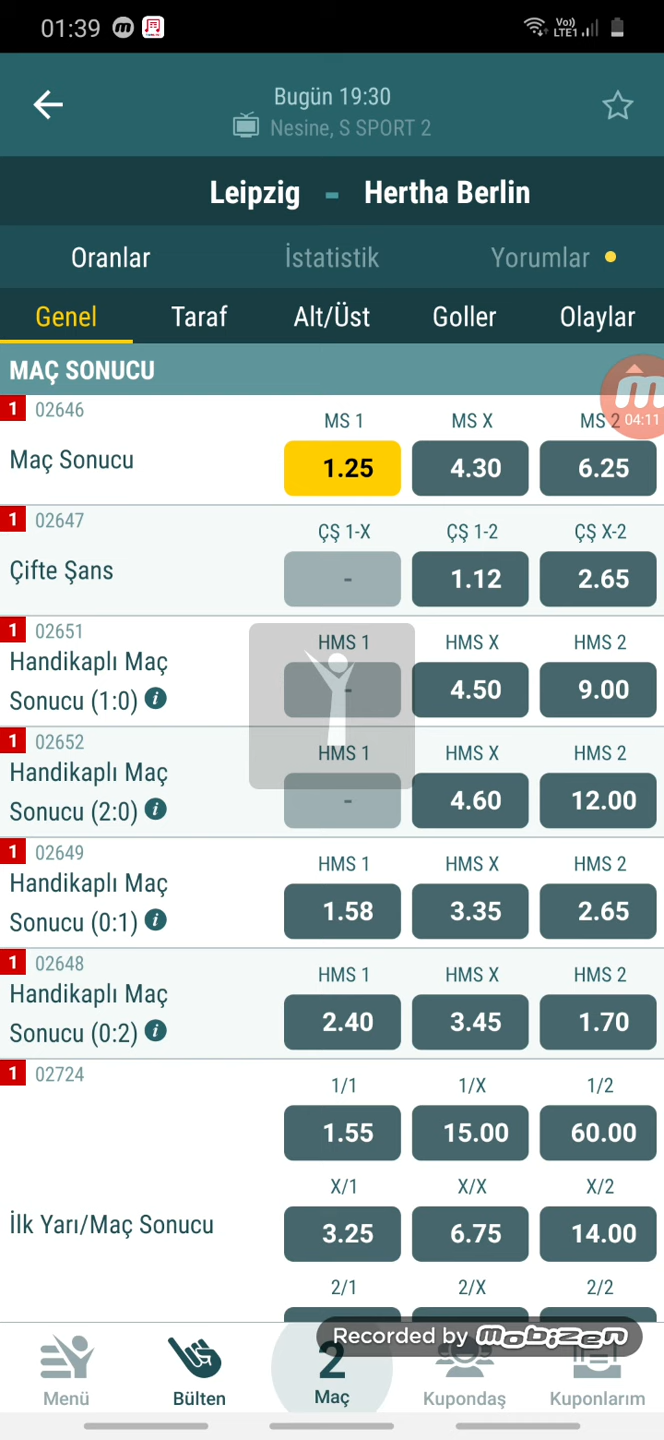 01:39
Vo)) LTE1
Bugün 19:30
Nesine, S SPORT 2
Leipzig - Hertha Berlin
Oranlar İstatistik Yorumlar
Genel Taraf Alt/Üst Goller Olaylar
MAÇ SONUCU
04:11
1 02646
MS 1 MS X MS 2
Maç Sonucu 1.25 4.30 6.25
1 02647
ÇŞ 1-X ÇŞ 1-2 ÇŞ X-2
Çifte Şans - 1.12 2.65
1 02651
HMS 1 HMS X HMS 2
Handikaplı Maç
Sonucu (1:0) i - 4.50 9.00
1 02652
HMS 1 HMS X HMS 2
Handikaplı Maç
Sonucu (2:0) i - 4.60 12.00
1 02649
HMS 1 HMS X HMS 2
Handikaplı Maç
Sonucu (0:1) i 1.58 3.35 2.65
1 02648
HMS 1 HMS X HMS 2
Handikaplı Maç
Sonucu (0:2) i 2.40 3.45 1.70
1 02724
1/1 1/X 1/2
1.55 15.00 60.00
X/1 X/X X/2
İlk Yarı/Maç Sonucu 3.25 6.75 14.00
2/1 2/X 2/2
Recorded by mobizen
2
Menü Bülten Maç Kupondaş Kuponlarım